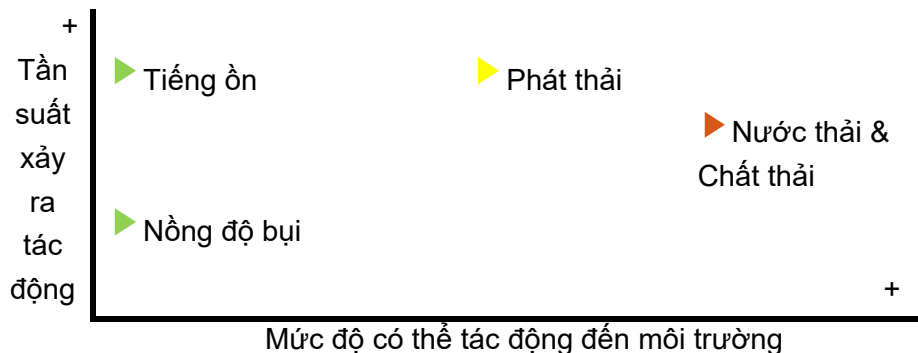 +
Tần
suất
xảy
ra
tác
động
Tiếng ồn
Phát thải
Nước thải &
Chất thải
Nồng độ bụi
+
Mức độ có thể tác động đến môi trường